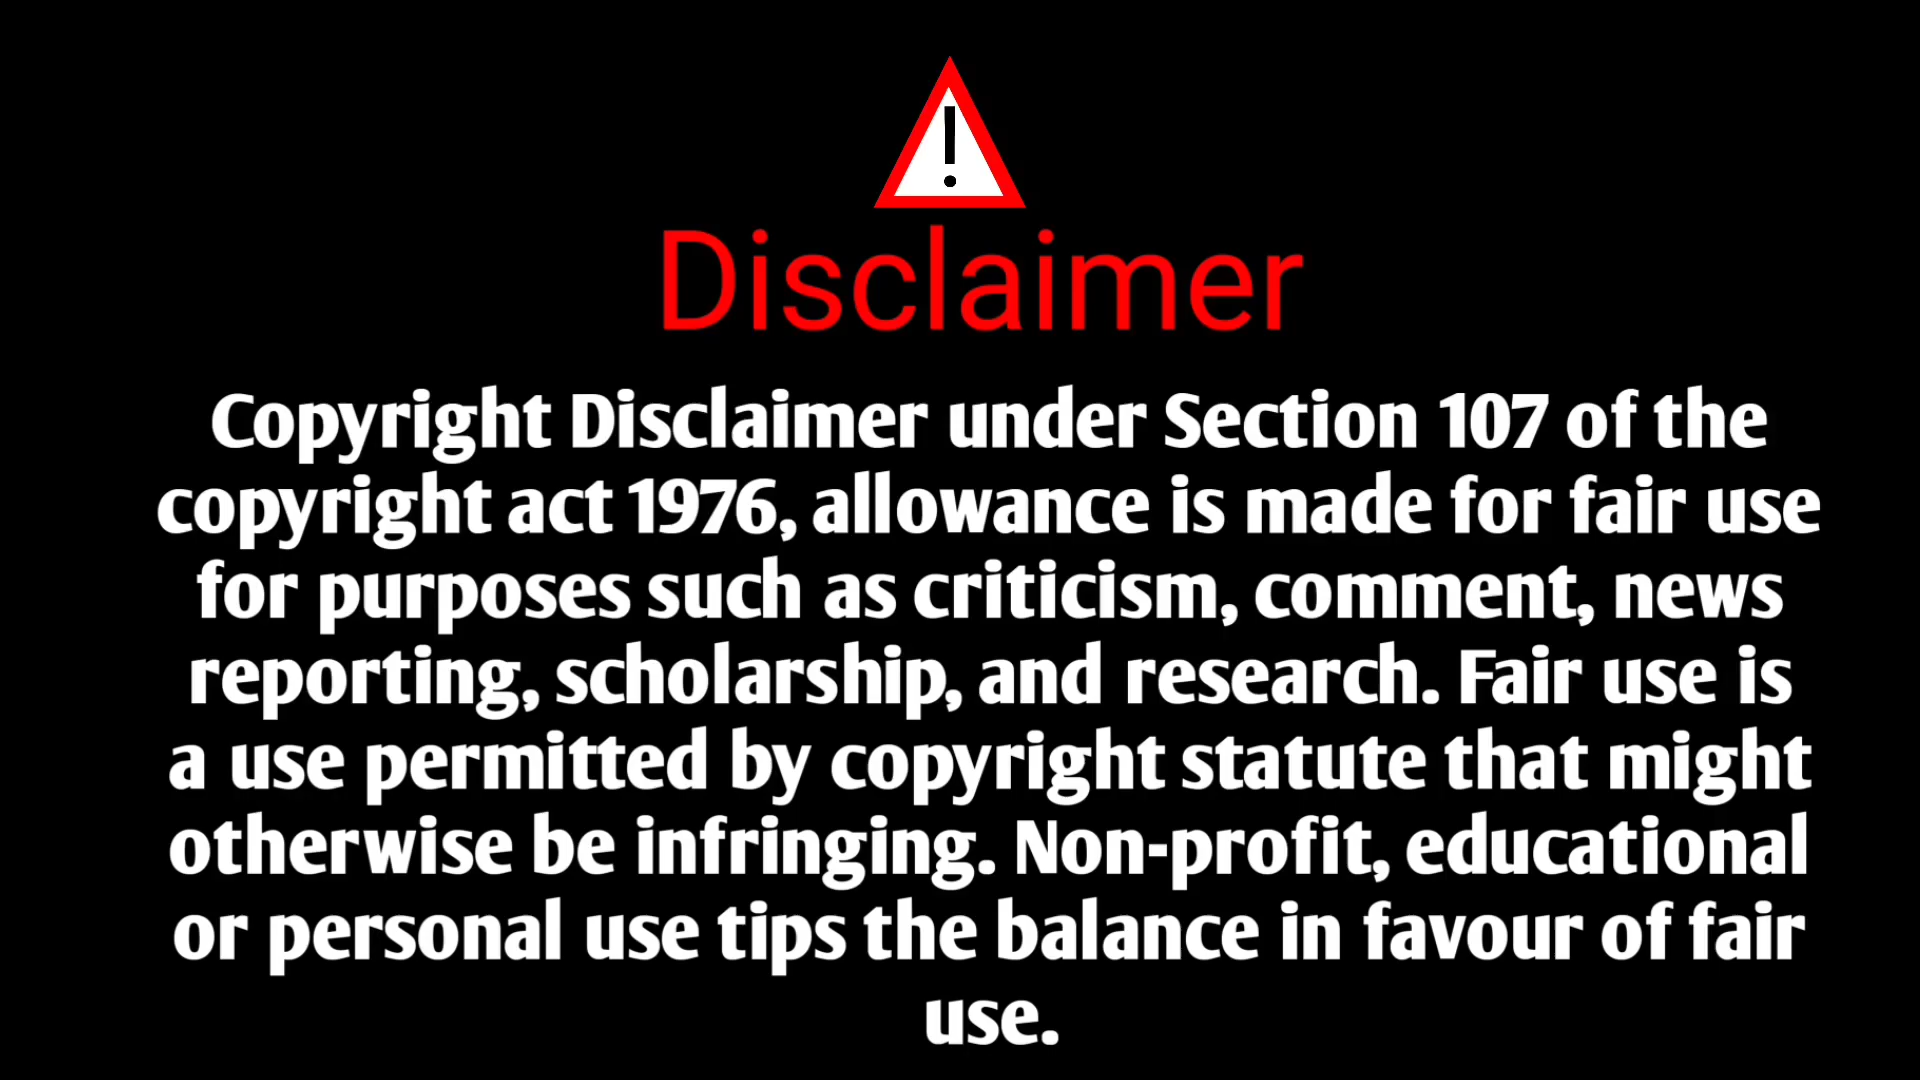 Disclaimer
Copyright Disclaimer under Section 107 of the
copyright act 1976, allowance is made for fair use
for purposes such as criticism, comment, news
reporting, scholarship, and research. Fair use is
a use permitted by copyright statute that might
otherwise be infringing. Non-profit, educational
or personal use tips the balance in favour of fair
use.